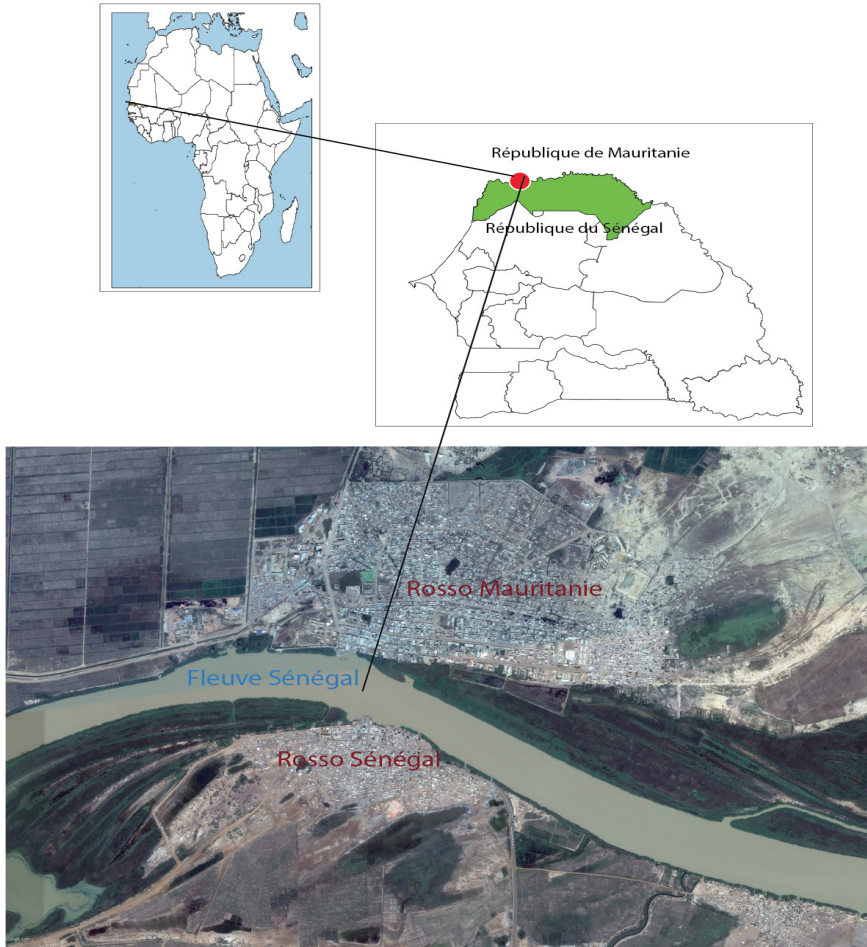 République de Mauritanie
République du Sénégal
Rosso Mauritanie
Fleuve Sénégal
Rosso Sénégal